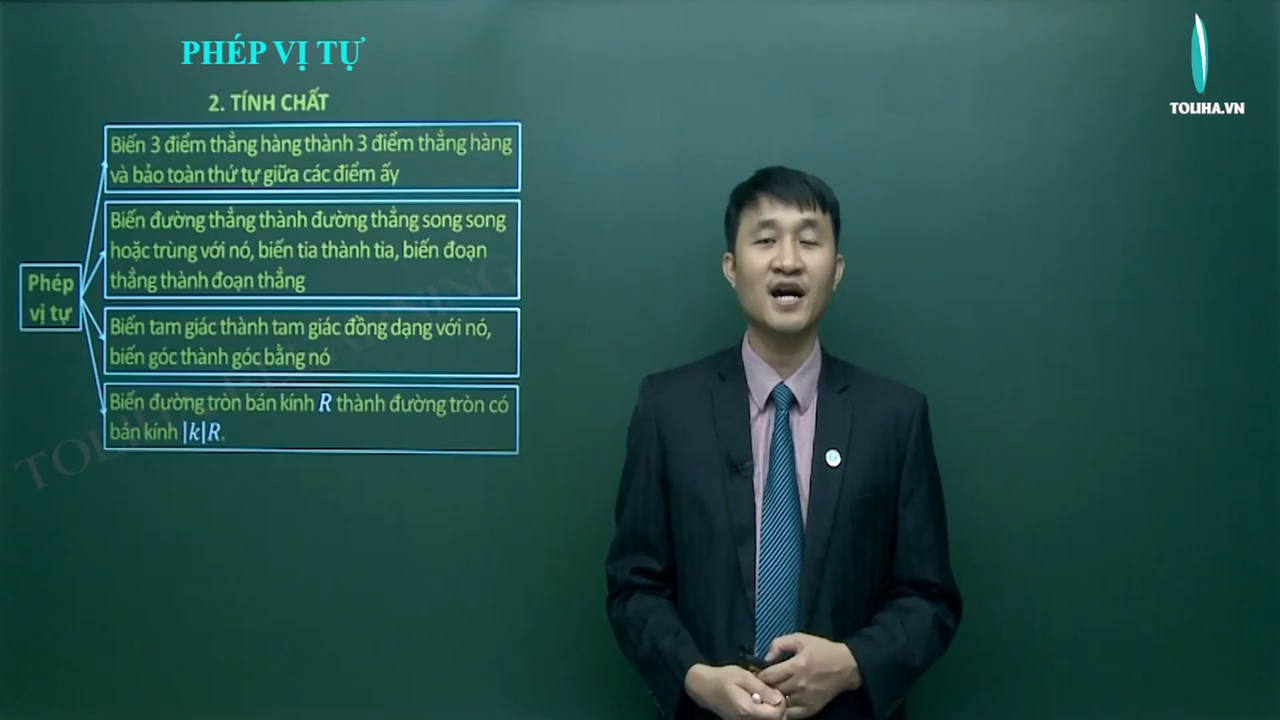 PHÉP VỊ TỰ
TOLIHA.VN
2. TÍNH CHẤT
Biến 3 điểm thẳng hàng thành 3 điểm thẳng hàng
và bảo toàn thứ tự giữa các điểm ấy
Biến đường thẳng thành đường thẳng song song
hoặc trùng với nó, biến tia thành tia, biến đoạn
thẳng thành đoạn thẳng
Phép
vị tự
Biến tam giác thành tam giác đồng dạng với nó,
biến góc thành góc bằng nó
Biến đường tròn bán kính R thành đường tròn có
bán kính |k|R.